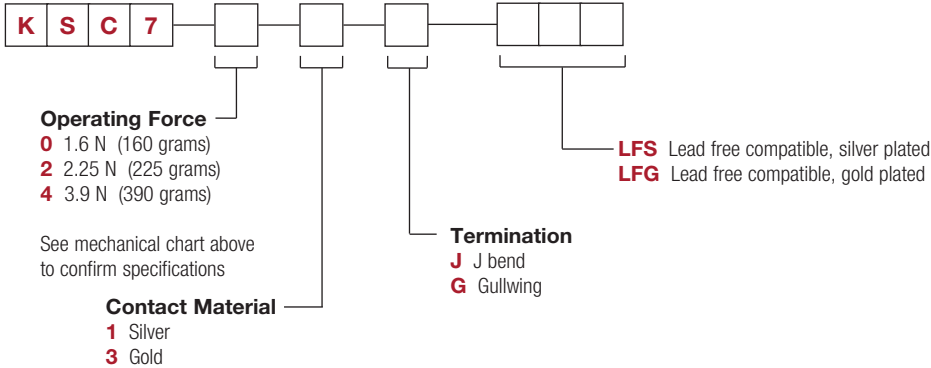 K S C 7
Operating Force
0 1.6 N (160 grams)
2 2.25 N (225 grams)
4 3.9 N (390 grams)
See mechanical chart above
to confirm specifications
Contact Material
1 Silver
3 Gold
Termination
J J bend
G Gullwing
LFS Lead free compatible, silver plated
LFG Lead free compatible, gold plated